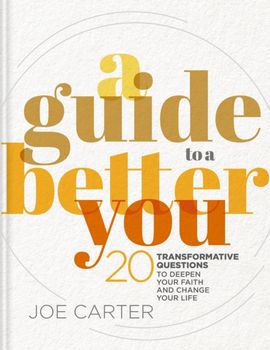 a
guide
to a
better
you
20 TRANSFORMATIVE
QUESTIONS
TO DEEPEN
YOUR FAITH
AND CHANGE
YOUR LIFE
JOE CARTER